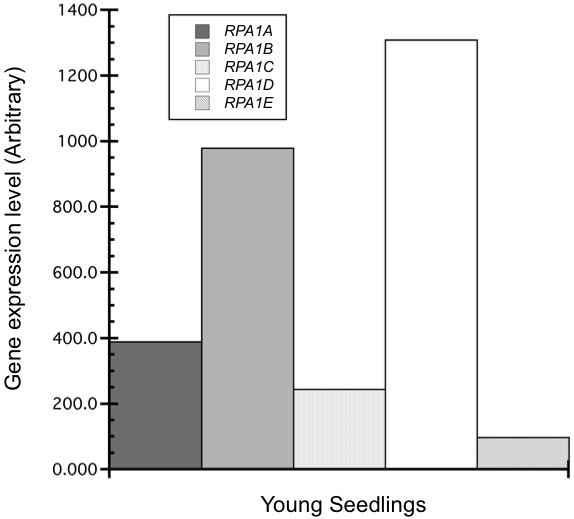 Gene expression level (Arbitrary)
1400
1200
1000
800.0
600.0
400.0
200.0
0.000
RPA1A
RPA1B
RPA1C
RPA1D
RPA1E
Young Seedlings